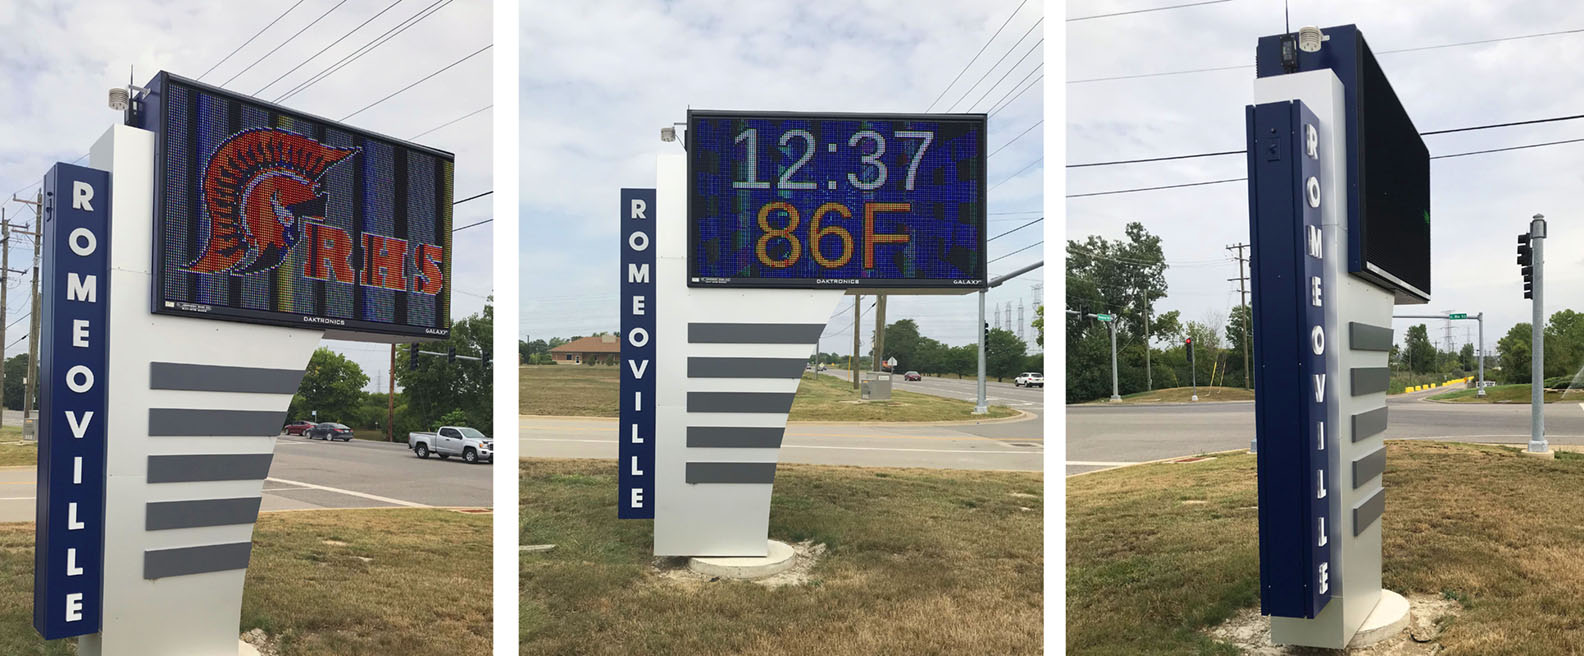 ROMEOVILLE
RHS
DAKTRONICS
GALAXY
ROMEOVILLE
12:37
86F
DAKTRONICS
GALAXY
ROMEOVILLE